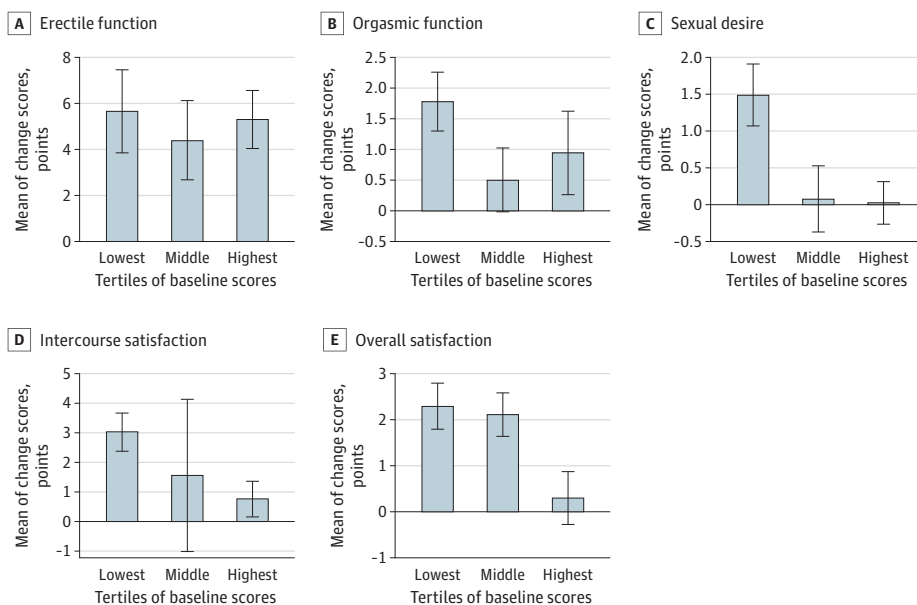 A Erectile function
Mean of change scores,
points
8
6
4
2
0
Lowest Middle Highest
Tertiles of baseline scores
B Orgasmic function
Mean of change scores,
points
2.5
2.0
1.5
1.0
0.5
0
-0.5
Lowest Middle Highest
Tertiles of baseline scores
C Sexual desire
Mean of change scores,
points
2.0
1.5
1.0
0.5
0
-0.5
Lowest Middle Highest
Tertiles of baseline scores
D Intercourse satisfaction
Mean of change scores,
points
5
4
3
2
1
0
-1
Lowest Middle Highest
Tertiles of baseline scores
E Overall satisfaction
Mean of change scores,
points
3
2
1
0
-1
Lowest Middle Highest
Tertiles of baseline scores